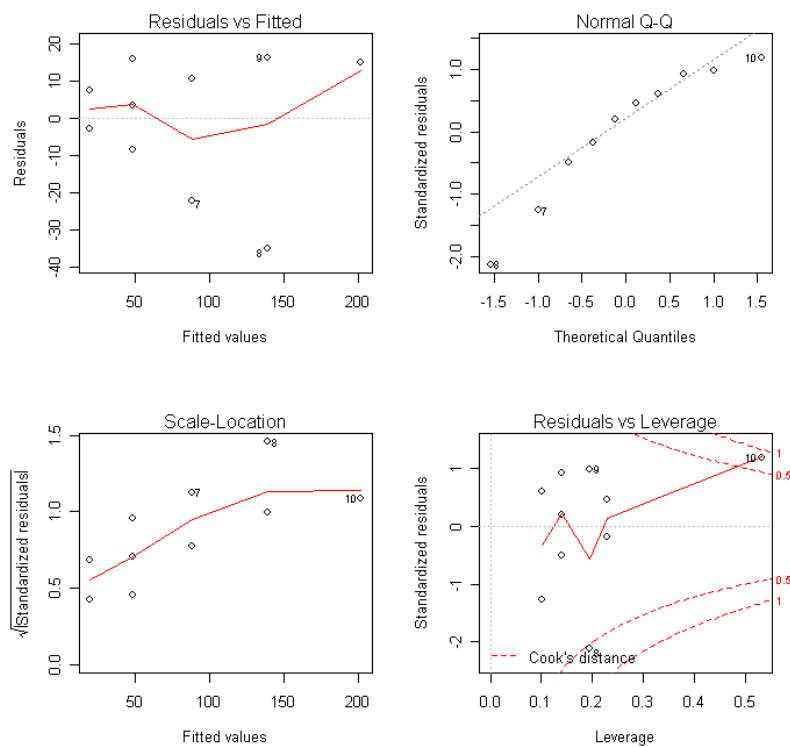 Residuals vs Fitted
Residuals
20
10
0
-10
-20
-30
-40
9
7
8
50 100 150 200
Fitted values
Normal Q-Q
Standardized residuals
1.0
0.0
-1.0
-2.0
10
7
8
-1.5 -1.0 -0.5 0.0 0.5 1.0 1.5
Theoretical Quantiles
Scale-Location
√|Standardized residuals|
1.5
1.0
0.5
0.0
8
7
10
50 100 150 200
Fitted values
Residuals vs Leverage
Standardized residuals
1
0
-1
-2
10
9
8
1
0.5
0.5
1
Cook's distance
0.0 0.1 0.2 0.3 0.4 0.5
Leverage